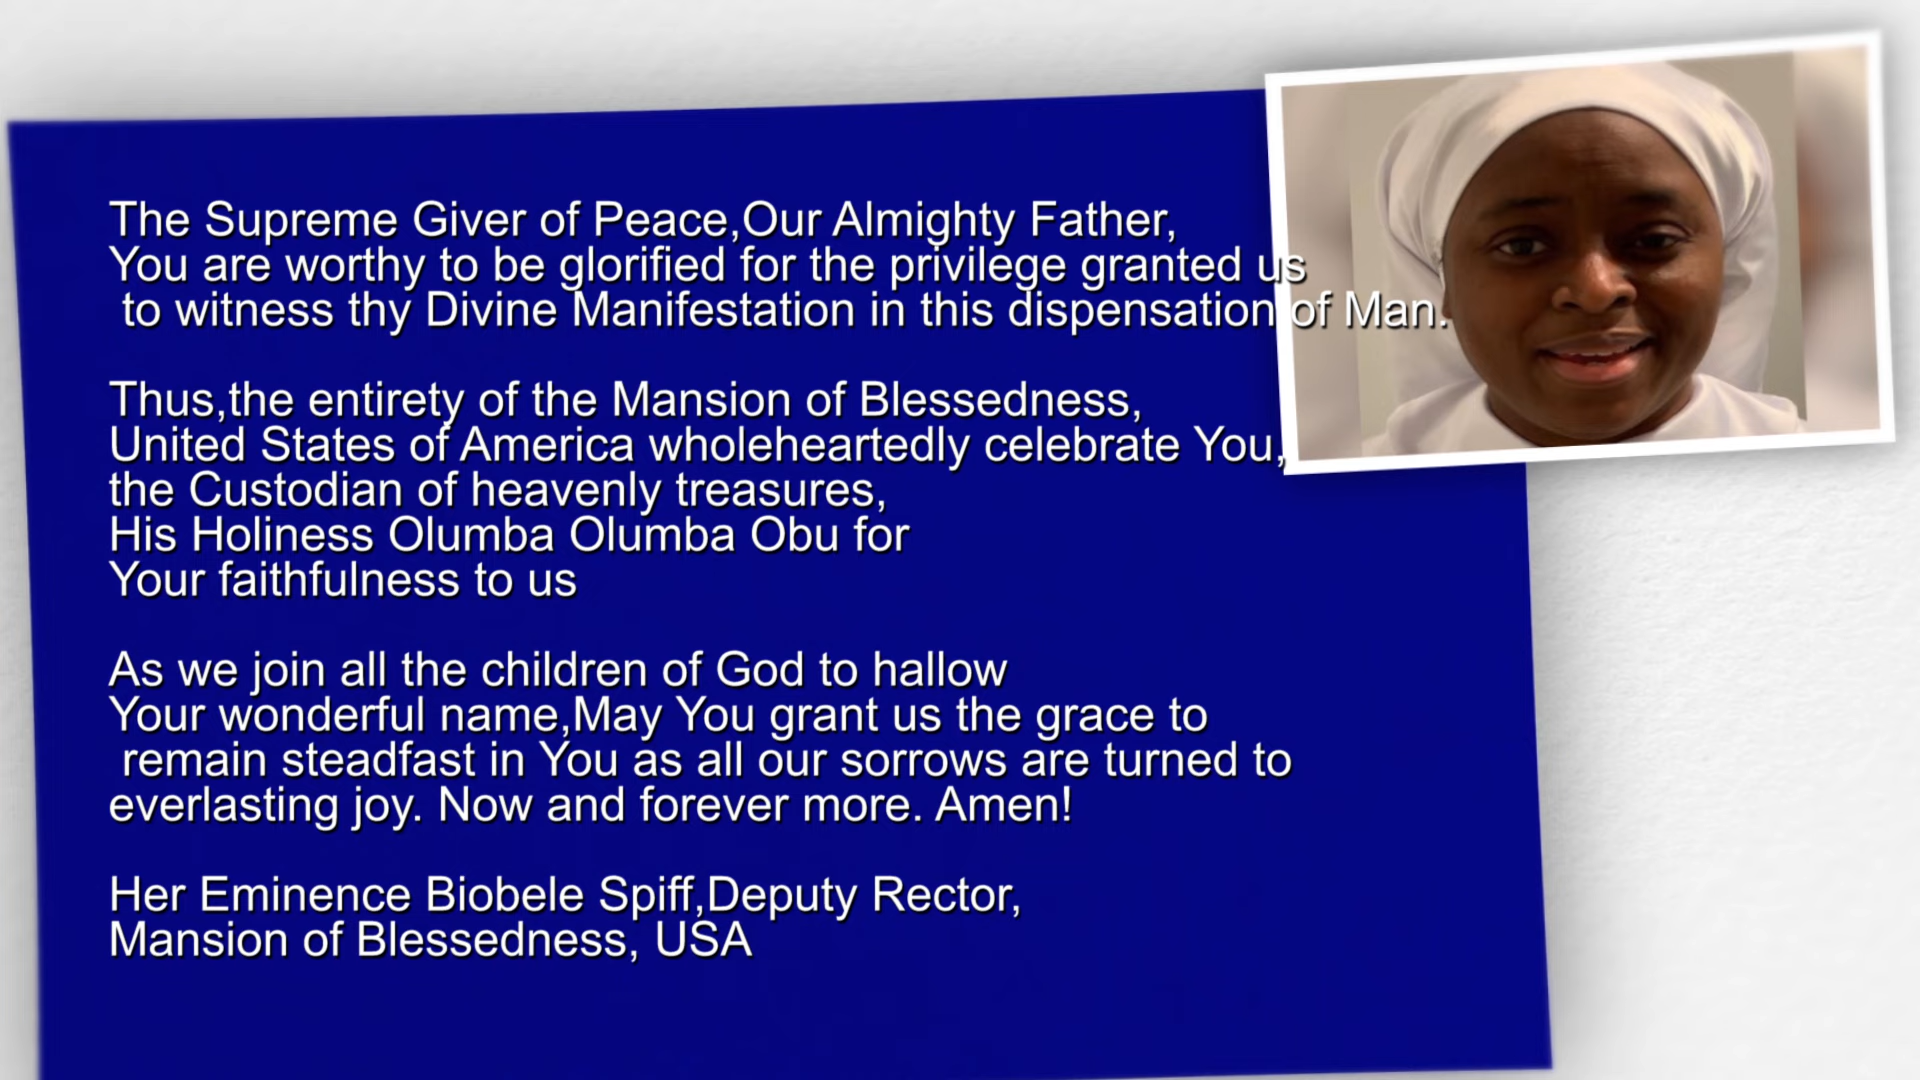 The Supreme Giver of Peace,Our Almighty Father,
You are worthy to be glorified for the privilege granted us
to witness thy Divine Manifestation in this dispensation of Man.
Thus,the entirety of the Mansion of Blessedness,
United States of America wholeheartedly celebrate You,
the Custodian of heavenly treasures,
His Holiness Olumba Olumba Obu for
Your faithfulness to us
As we join all the children of God to hallow
Your wonderful name,May You grant us the grace to
remain steadfast in You as all our sorrows are turned to
everlasting joy. Now and forever more. Amen!
Her Eminence Biobele Spiff,Deputy Rector,
Mansion of Blessedness, USA